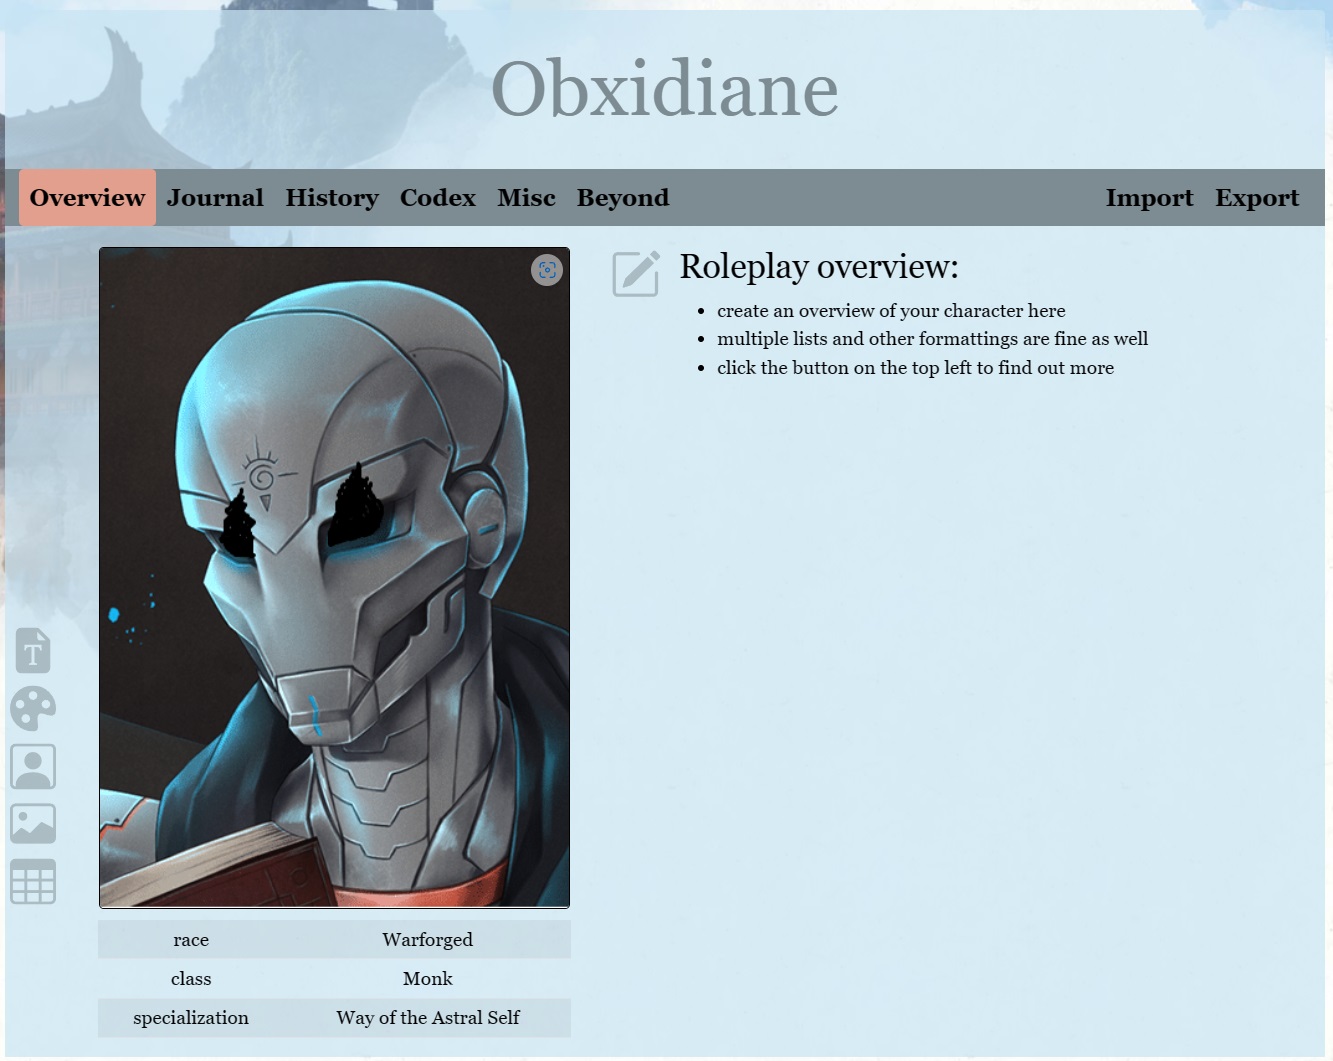 Obxidiane
Overview Journal History Codex Misc Beyond Import Export
Roleplay overview:
create an overview of your character here
multiple lists and other formattings are fine as well
click the button on the top left to find out more
T
race Warforged
class Monk
specialization Way of the Astral Self